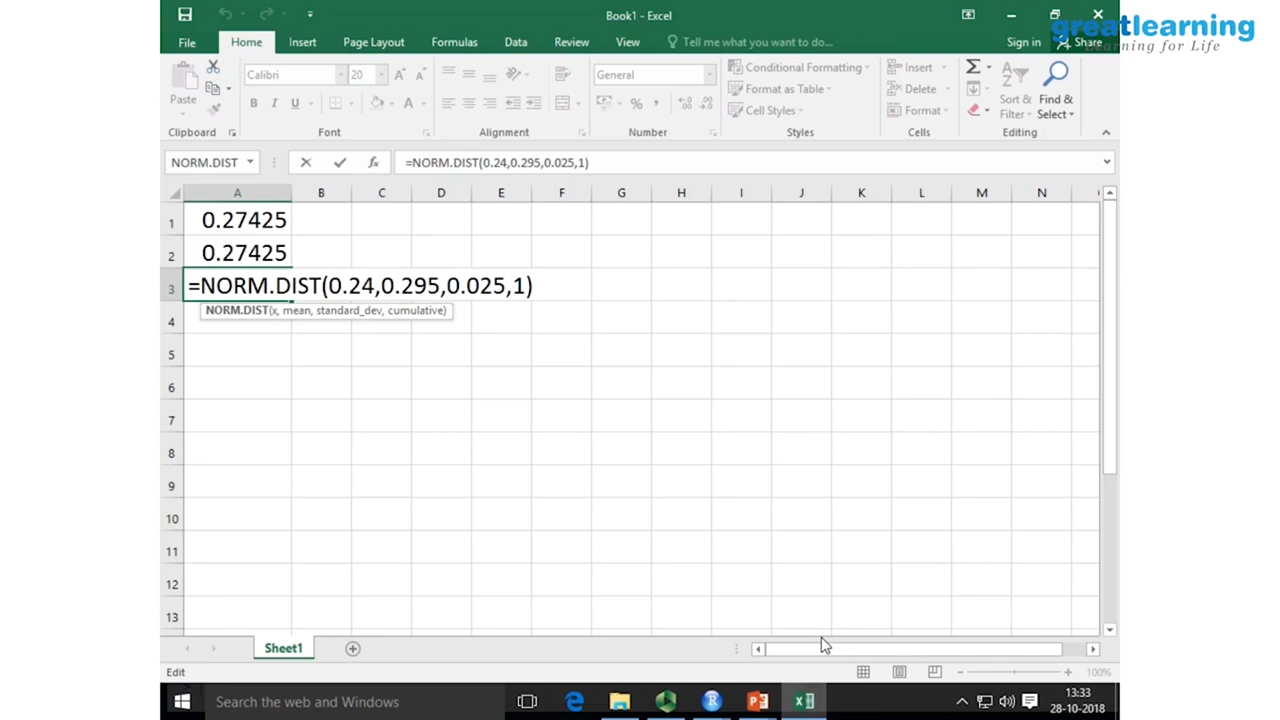 Book1 - Excel
greatlearning
Learning for Life
File Home Insert Page Layout Formulas Data Review View Tell me what you want to do... Sign in Share
Paste Calibri 20 A A General Conditional Formatting Insert Sort & Find &
B I U A % , Format as Table Delete Filter Select
Cell Styles Format
Clipboard Font Alignment Number Styles Cells Editing
NORM.DIST fx =NORM.DIST(0.24,0.295,0.025,1)
A B C D E F G H I J K L M N
1 0.27425
2 0.27425
3 =NORM.DIST(0.24,0.295,0.025,1)
NORM.DIST(x, mean, standard_dev, cumulative)
4
5
6
7
8
9
10
11
12
13
Sheet1
Edit 100%
Search the web and Windows 13:33
28-10-2018